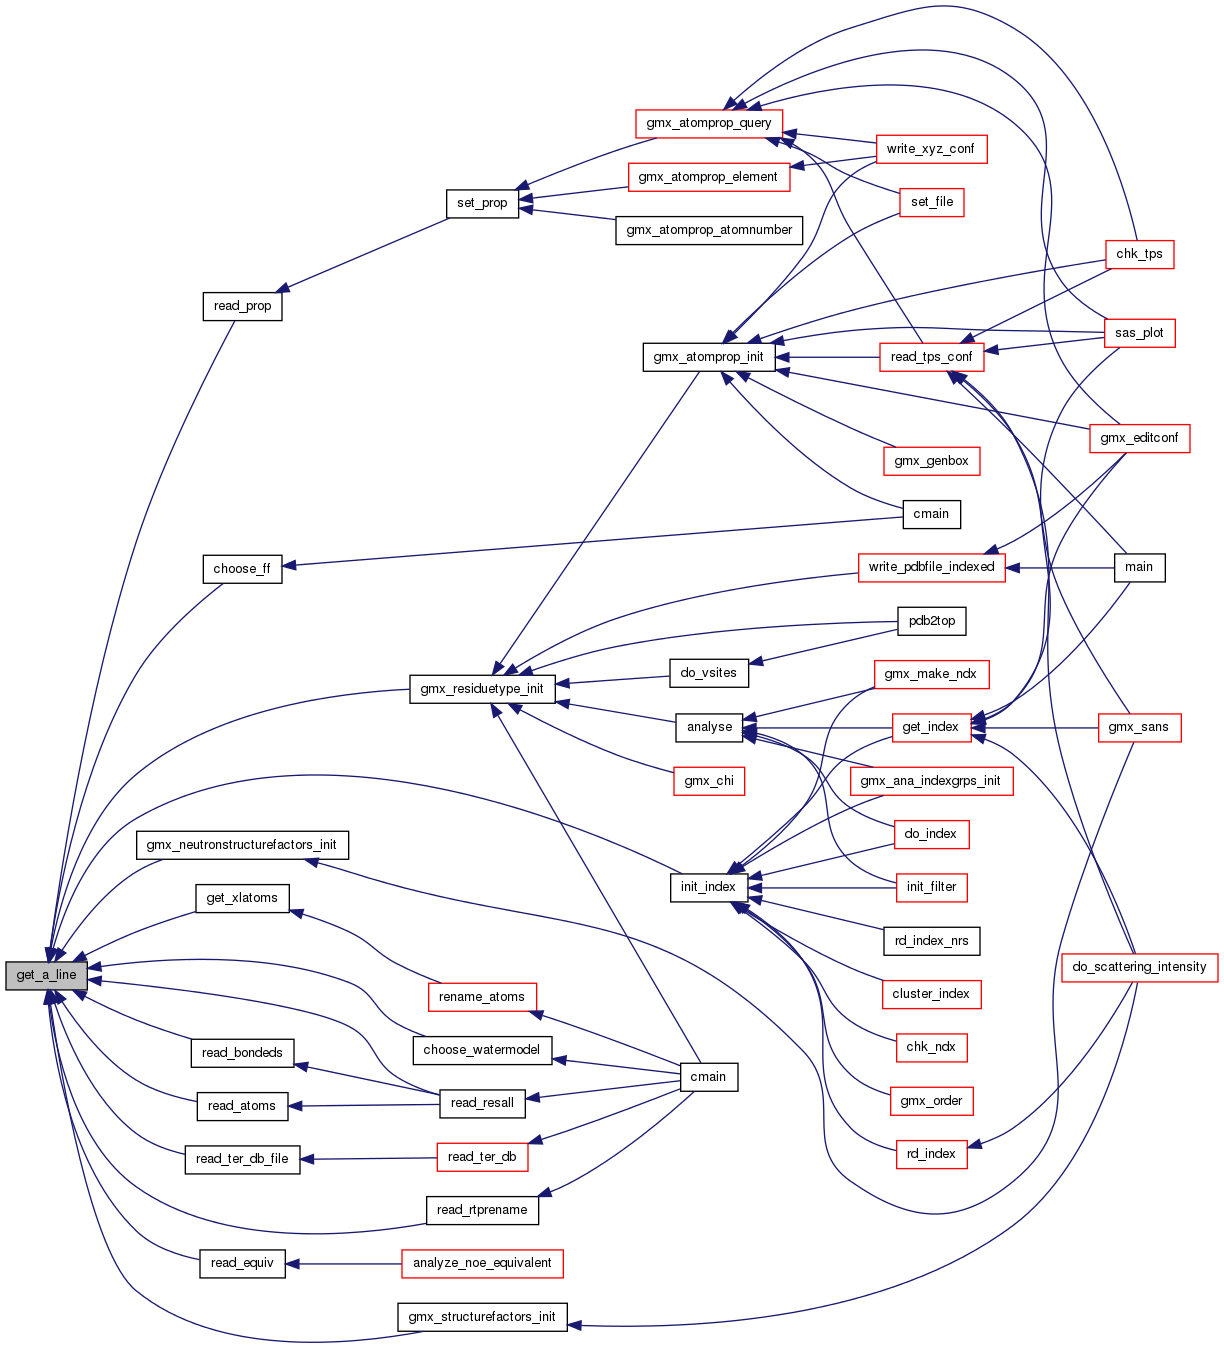 gmx_atomprop_query
write_xyz_conf
gmx_atomprop_element
set_prop
set_file
gmx_atomprop_atomnumber
chk_tps
read_prop
sas_plot
gmx_atomprop_init
read_tps_conf
gmx_editconf
gmx_genbox
cmain
choose_ff
write_pdbfile_indexed
main
pdb2top
do_vsites
gmx_make_ndx
gmx_residuetype_init
analyse
get_index
gmx_sans
gmx_chi
gmx_ana_indexgrps_init
do_index
gmx_neutronstructurefactors_init
init_index
init_filter
get_xlatoms
rd_index_nrs
get_a_line
do_scattering_intensity
rename_atoms
cluster_index
read_bondeds
choose_watermodel
chk_ndx
cmain
read_atoms
read_resall
gmx_order
read_ter_db_file
read_ter_db
rd_index
read_rtprename
read_equiv
analyze_noe_equivalent
gmx_structurefactors_init